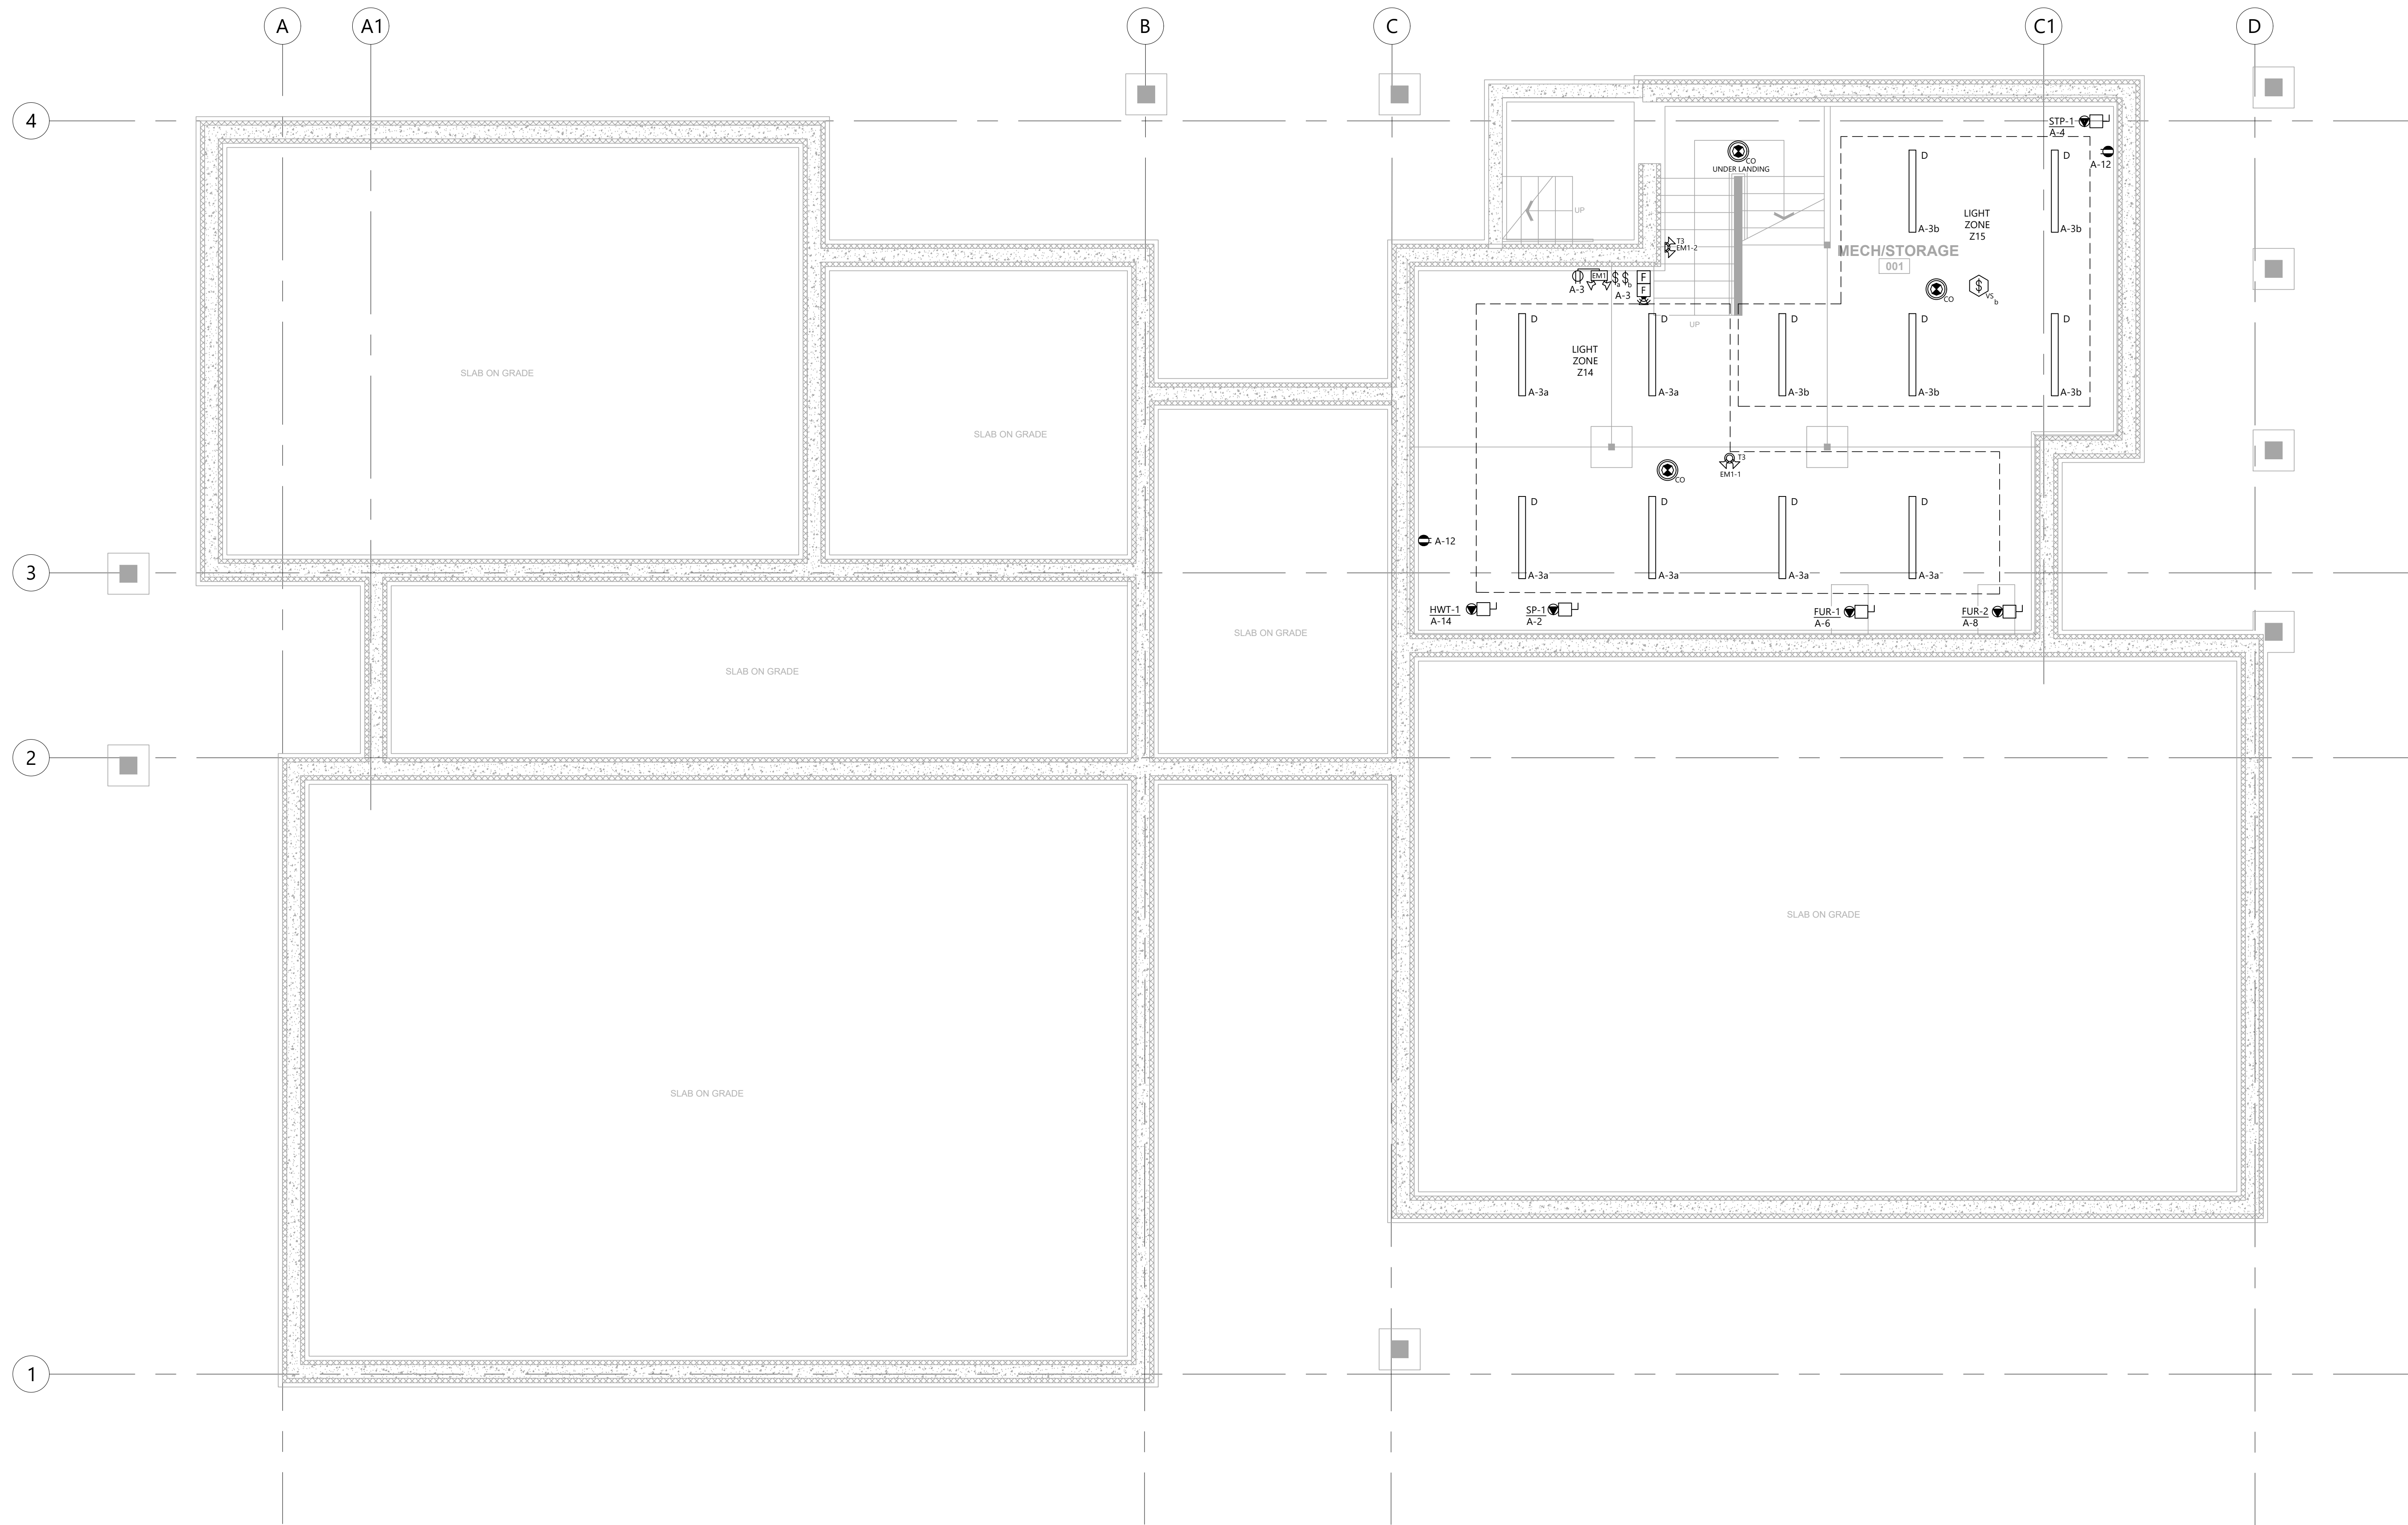 A
A1
B
C
C1
D
4
STP-1
A-4
CO
UNDER LANDING
D
D
A-12
UP
LIGHT
ZONE
Z15
A-3b
A-3b
T3
EM1-2
MECH/STORAGE
001
A-3
EM1
$ a
$ b
A-3
F
F
CO
$
VS
b
UP
D
D
D
D
D
LIGHT
ZONE
Z14
SLAB ON GRADE
A-3a
A-3a
A-3b
A-3b
A-3b
SLAB ON GRADE
T3
EM1-1
CO
D
D
D
D
A-12
3
A-3a
A-3a
A-3a
A-3a
HWT-1
A-14
SP-1
A-2
FUR-1
A-6
FUR-2
A-8
SLAB ON GRADE
SLAB ON GRADE
2
SLAB ON GRADE
SLAB ON GRADE
1